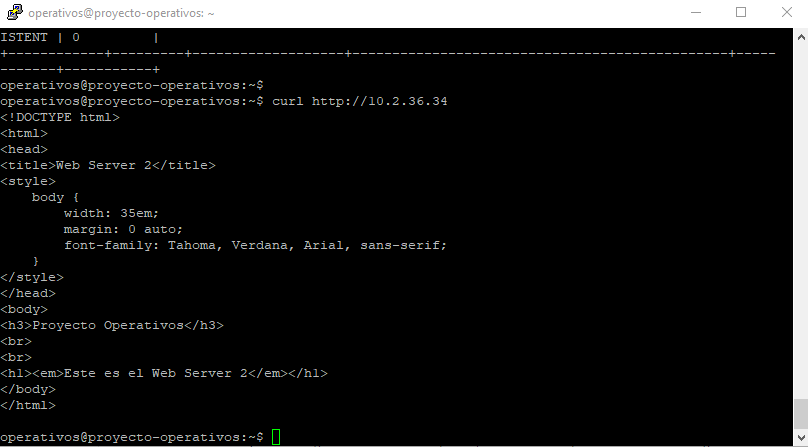 operativos@proyecto-operativos: ~
ISTENT | 0         |
+------------+---------+-------------------+-----------------------------------------------+-----
-------+-----------+
operativos@proyecto-operativos:~$
operativos@proyecto-operativos:~$ curl http://10.2.36.34
<!DOCTYPE html>
<html>
<head>
<title>Web Server 2</title>
<style>
    body {
        width: 35em;
        margin: 0 auto;
        font-family: Tahoma, Verdana, Arial, sans-serif;
    }
</style>
</head>
<body>
<h3>Proyecto Operativos</h3>
<br>
<br>
<h1><em>Este es el Web Server 2</em></h1>
</body>
</html>
operativos@proyecto-operativos:~$